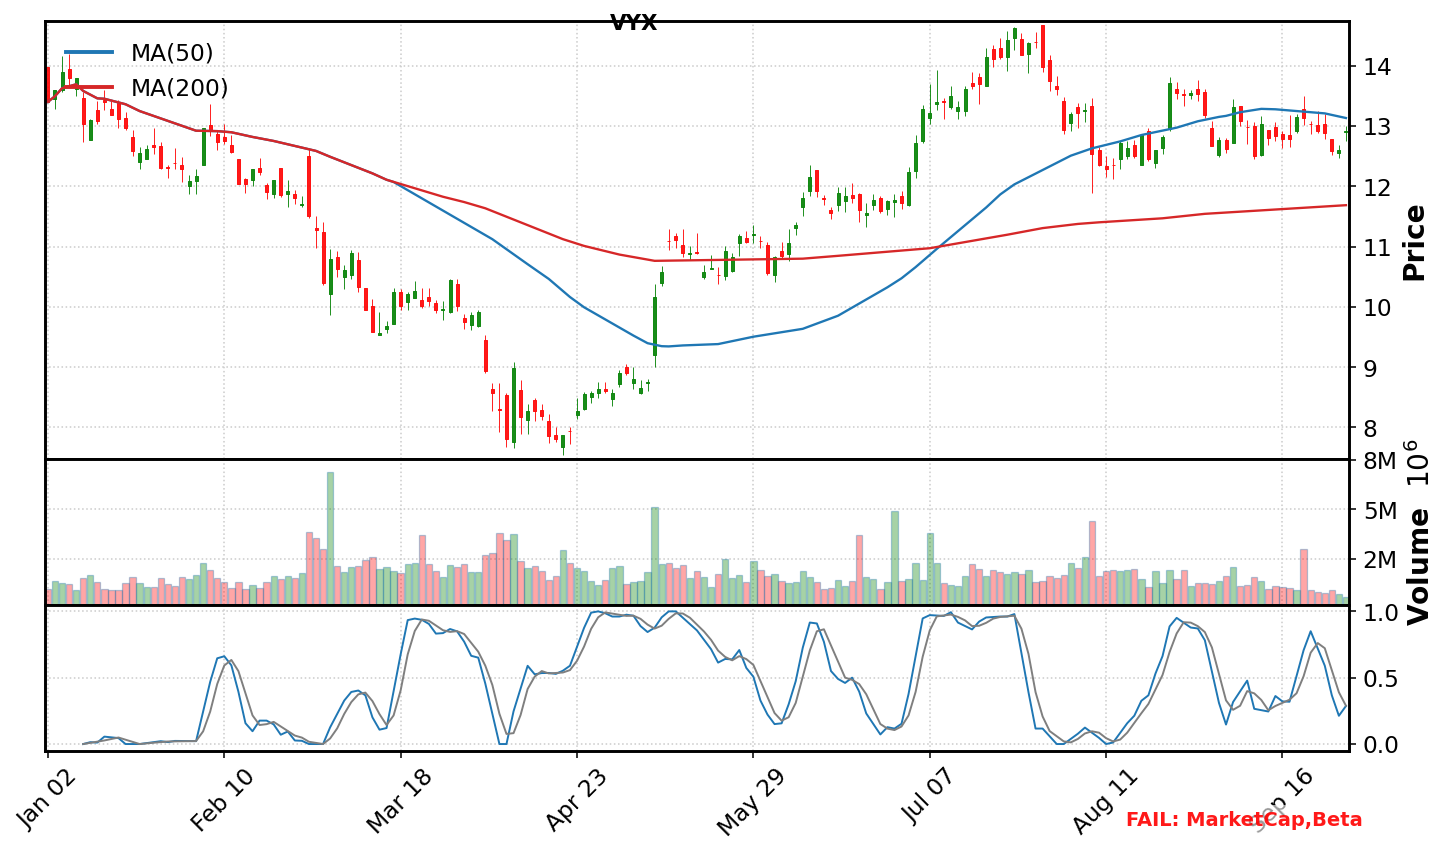 VYX
MA(50)
MA(200)
14
13
12
11
10
9
8
Price
8M
5M
2M
Volume 10^6
1.0
0.5
0.0
Jan 02
Feb 10
Mar 18
Apr 23
May 29
Jul 07
Aug 11
Sep 16
FAIL: MarketCap,Beta